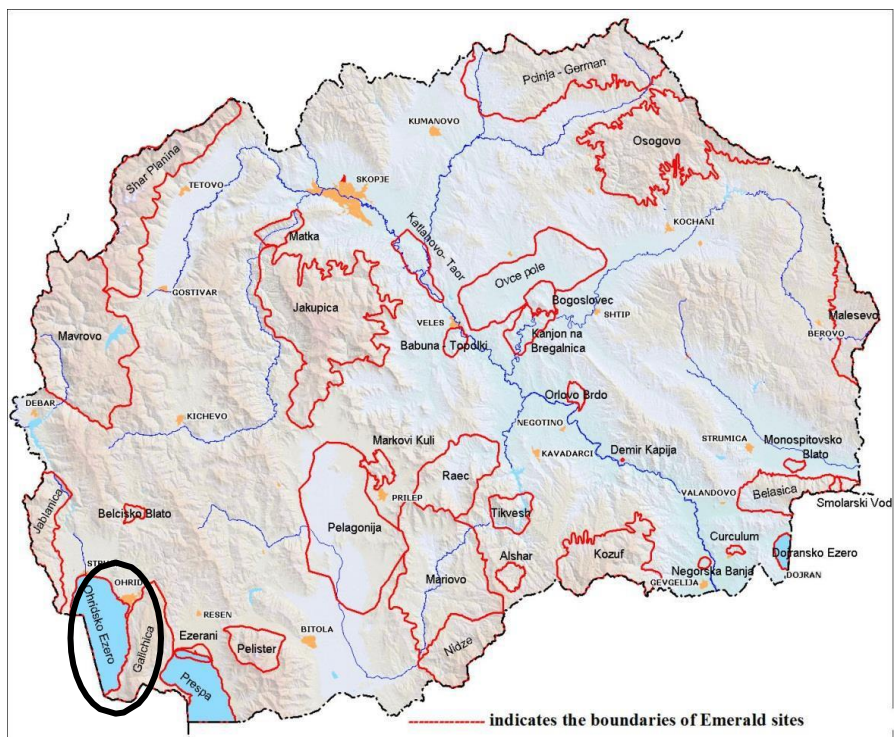 Pcinja - German
KUMANOVO
Osogovo
Shar Planina
TETOVO
SKOPJE
KOCHANI
Matka
Katlanovo- Taor
Ovce pole
GOSTIVAR
Jakupica
Bogoslovec
SHTIP
Malesevo
VELES
Mavrovo
Babuna - Topolki
Kanjon na
Bregalnica
BEROVO
DEBAR
KICHEVO
Orlovo Brdo
NEGOTINO
Markovi Kuli
KAVADARCI
Demir Kapija
STRUMICA
Monospitovsko
Blato
Raec
PRILEP
Jablanica
Belcisko Blato
Pelagonija
Tikvesh
VALANDOVO
Belasica
Smolarski Vod
Alshar
Kozuf
Curculum
Dojransko Ezero
Mariovo
Negorska Banja
GEVGELIJA
DOJRAN
OHRID
Ohridsko Ezero
Galichica
RESEN
Ezerani
Pelister
BITOLA
Nidze
Prespa
indicates the boundaries of Emerald sites